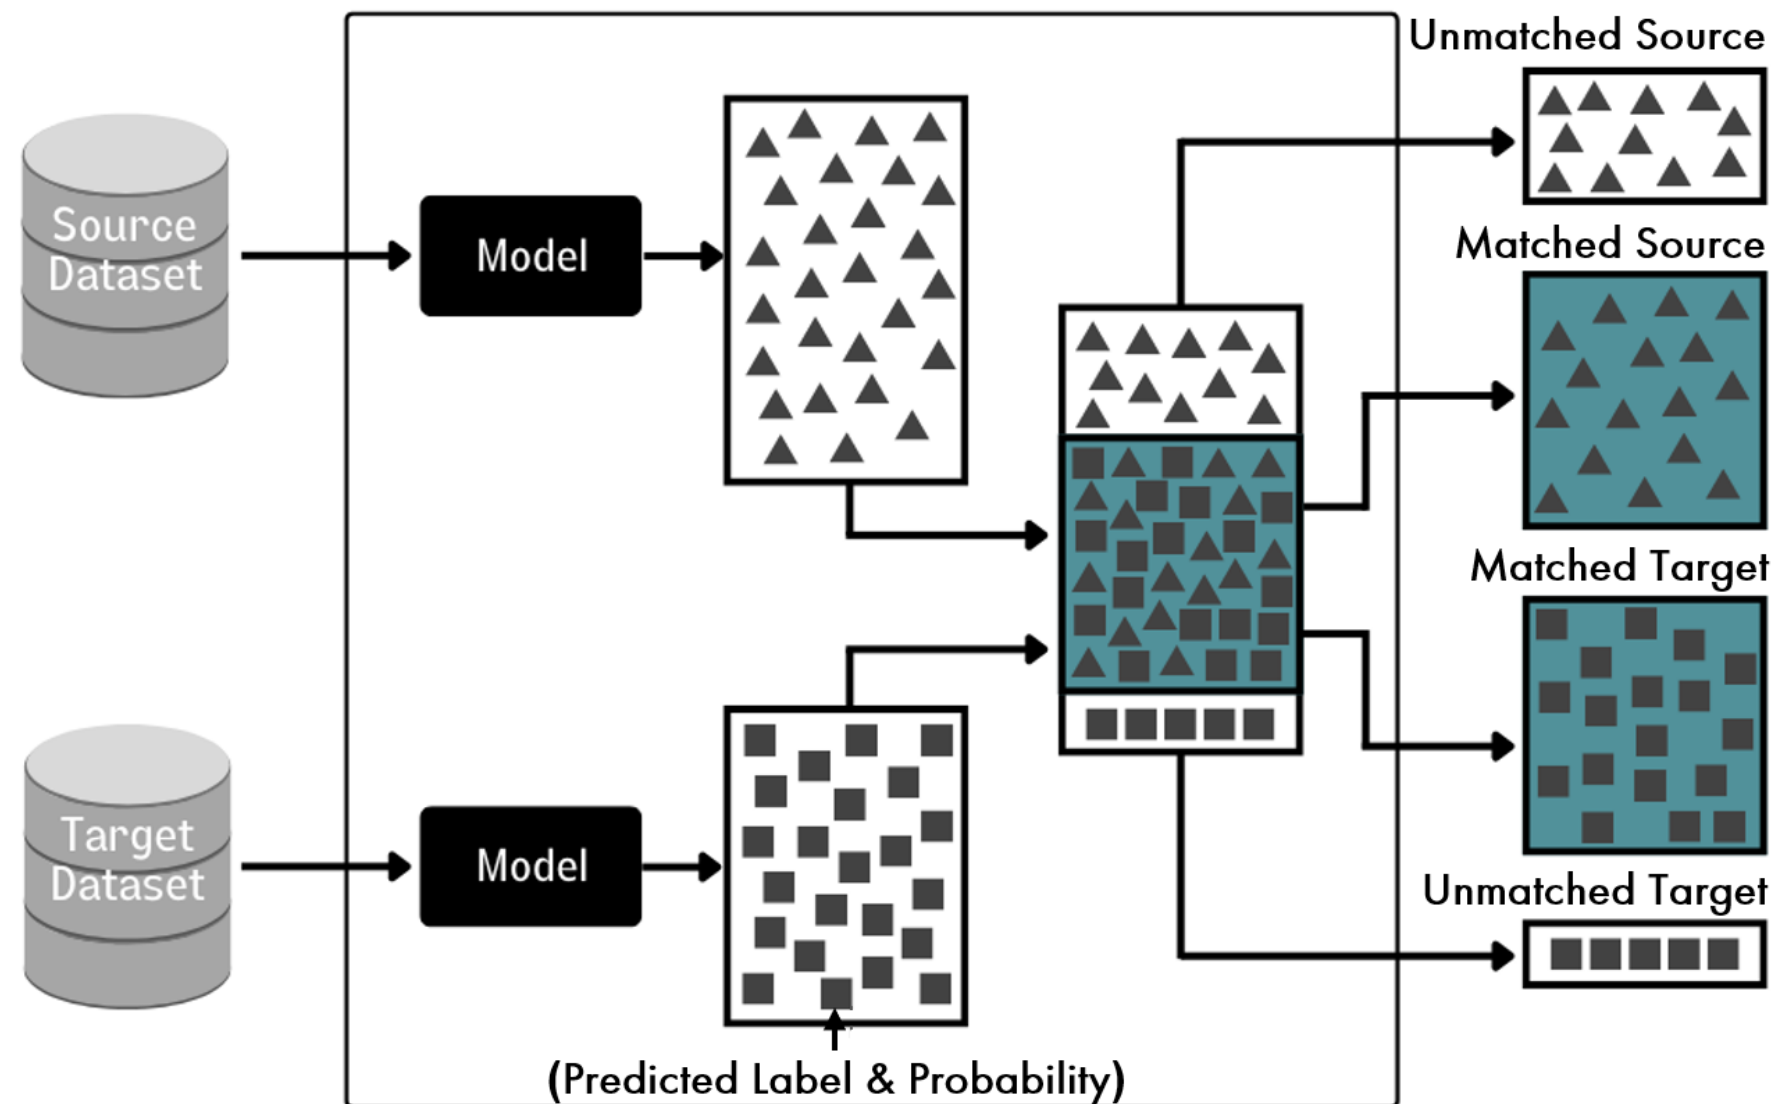 Unmatched Source
Source
Dataset
Model
Matched Source
Matched Target
Target
Dataset
Model
Unmatched Target
(Predicted Label & Probability)